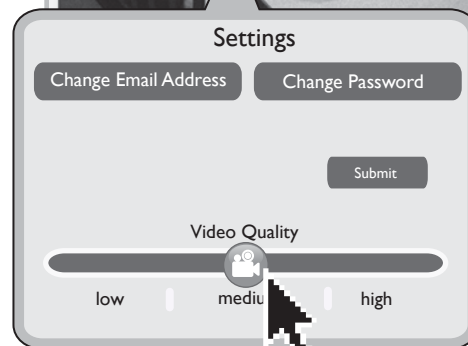 Settings
Change Email Address Change Password
Submit
Video Quality
low mediu high